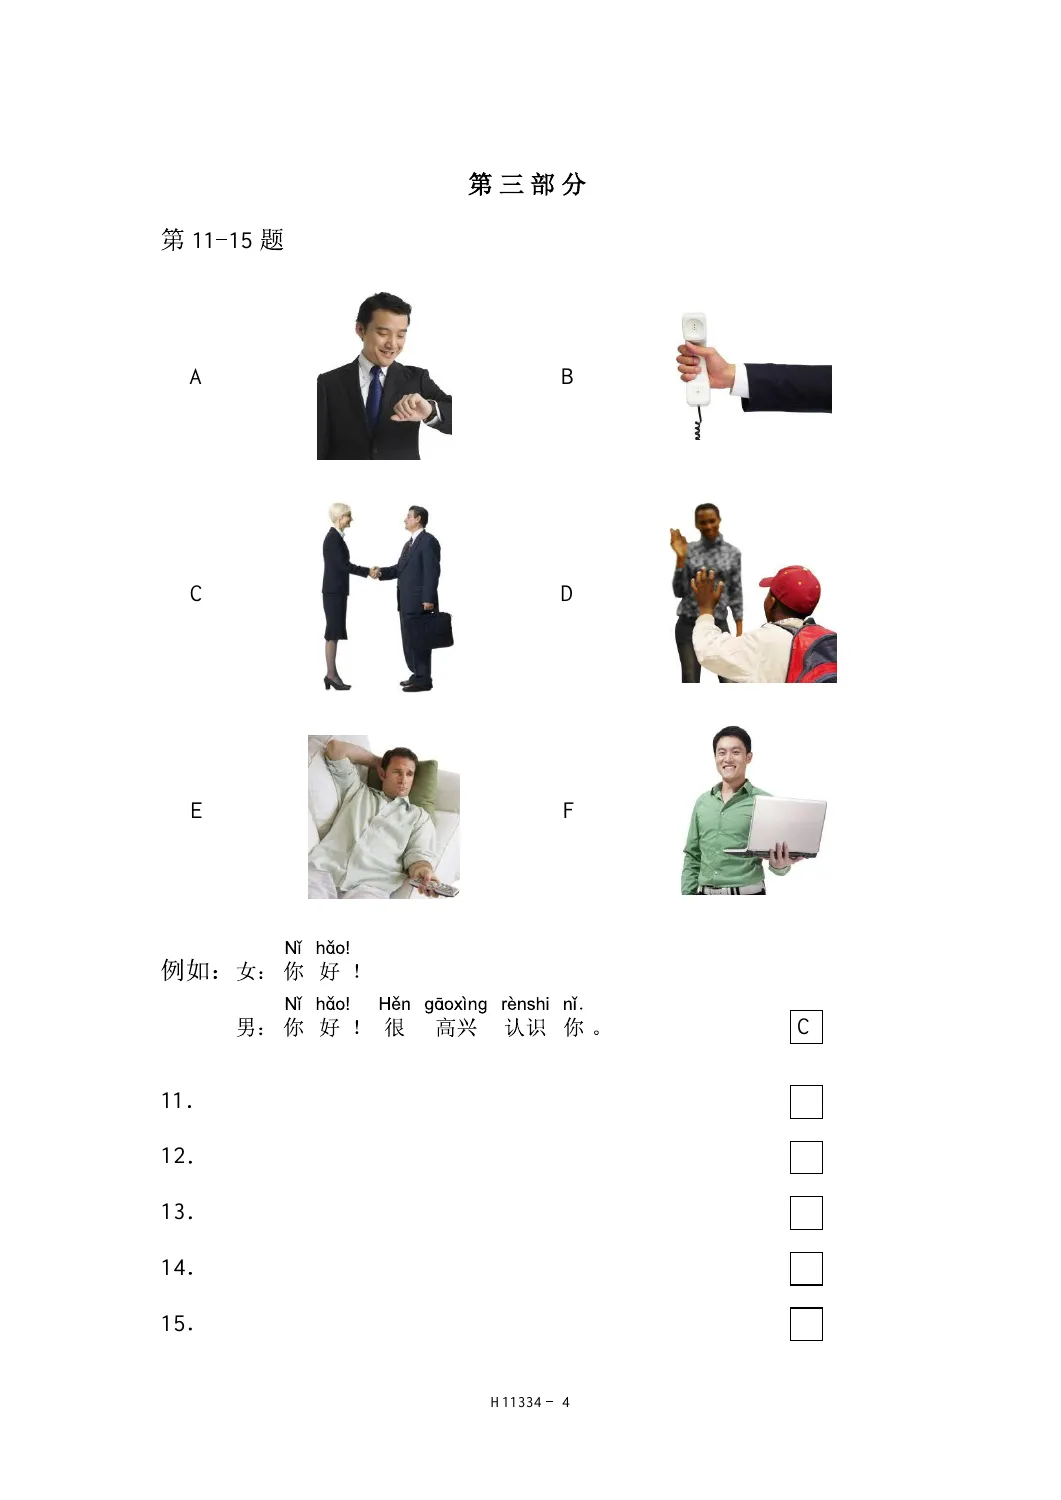 第三部分
第 11-15 题
A
B
C
D
E
F
Nǐ hǎo!
例如：女：你 好！
Nǐ hǎo! Hěn gāoxìng rènshi nǐ.
男：你 好！很 高兴 认识 你。
C
11.
12.
13.
14.
15.
H11334 - 4